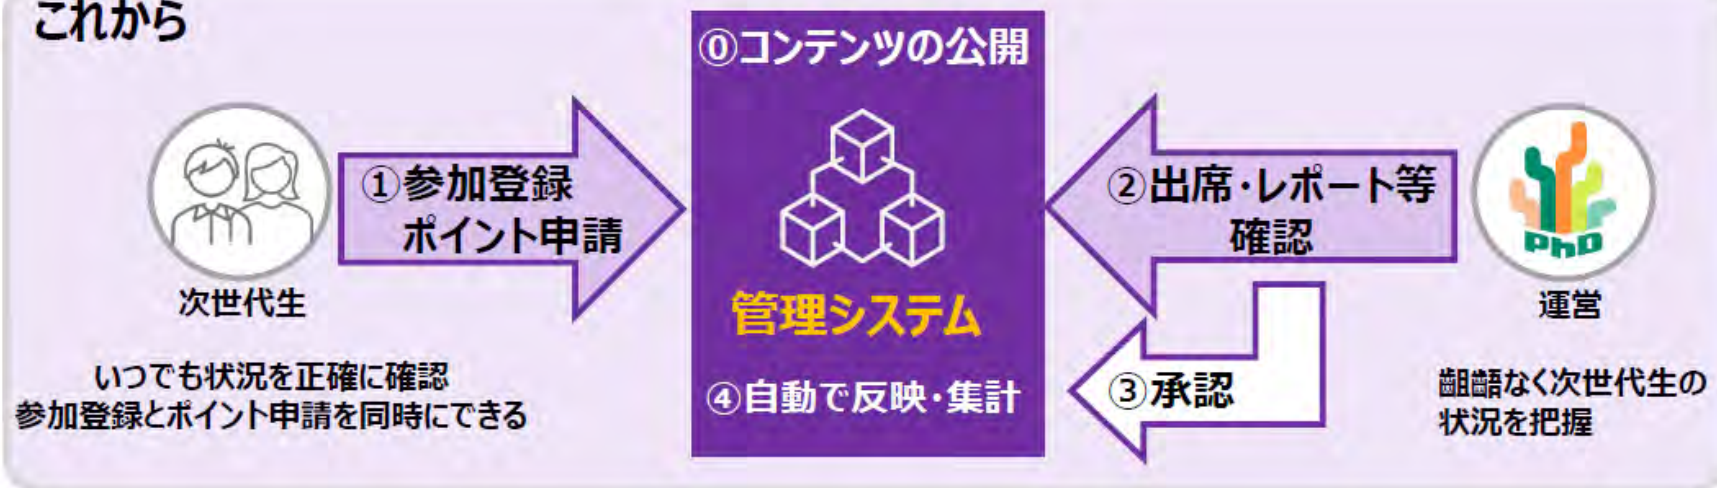 これから
⓪コンテンツの公開
①参加登録
ポイント申請
次世代生
いつでも状況を正確に確認
参加登録とポイント申請を同時にできる
管理システム
④自動で反映・集計
②出席・レポート等
確認
③承認
PhD
運営
齟齬なく次世代生の
状況を把握